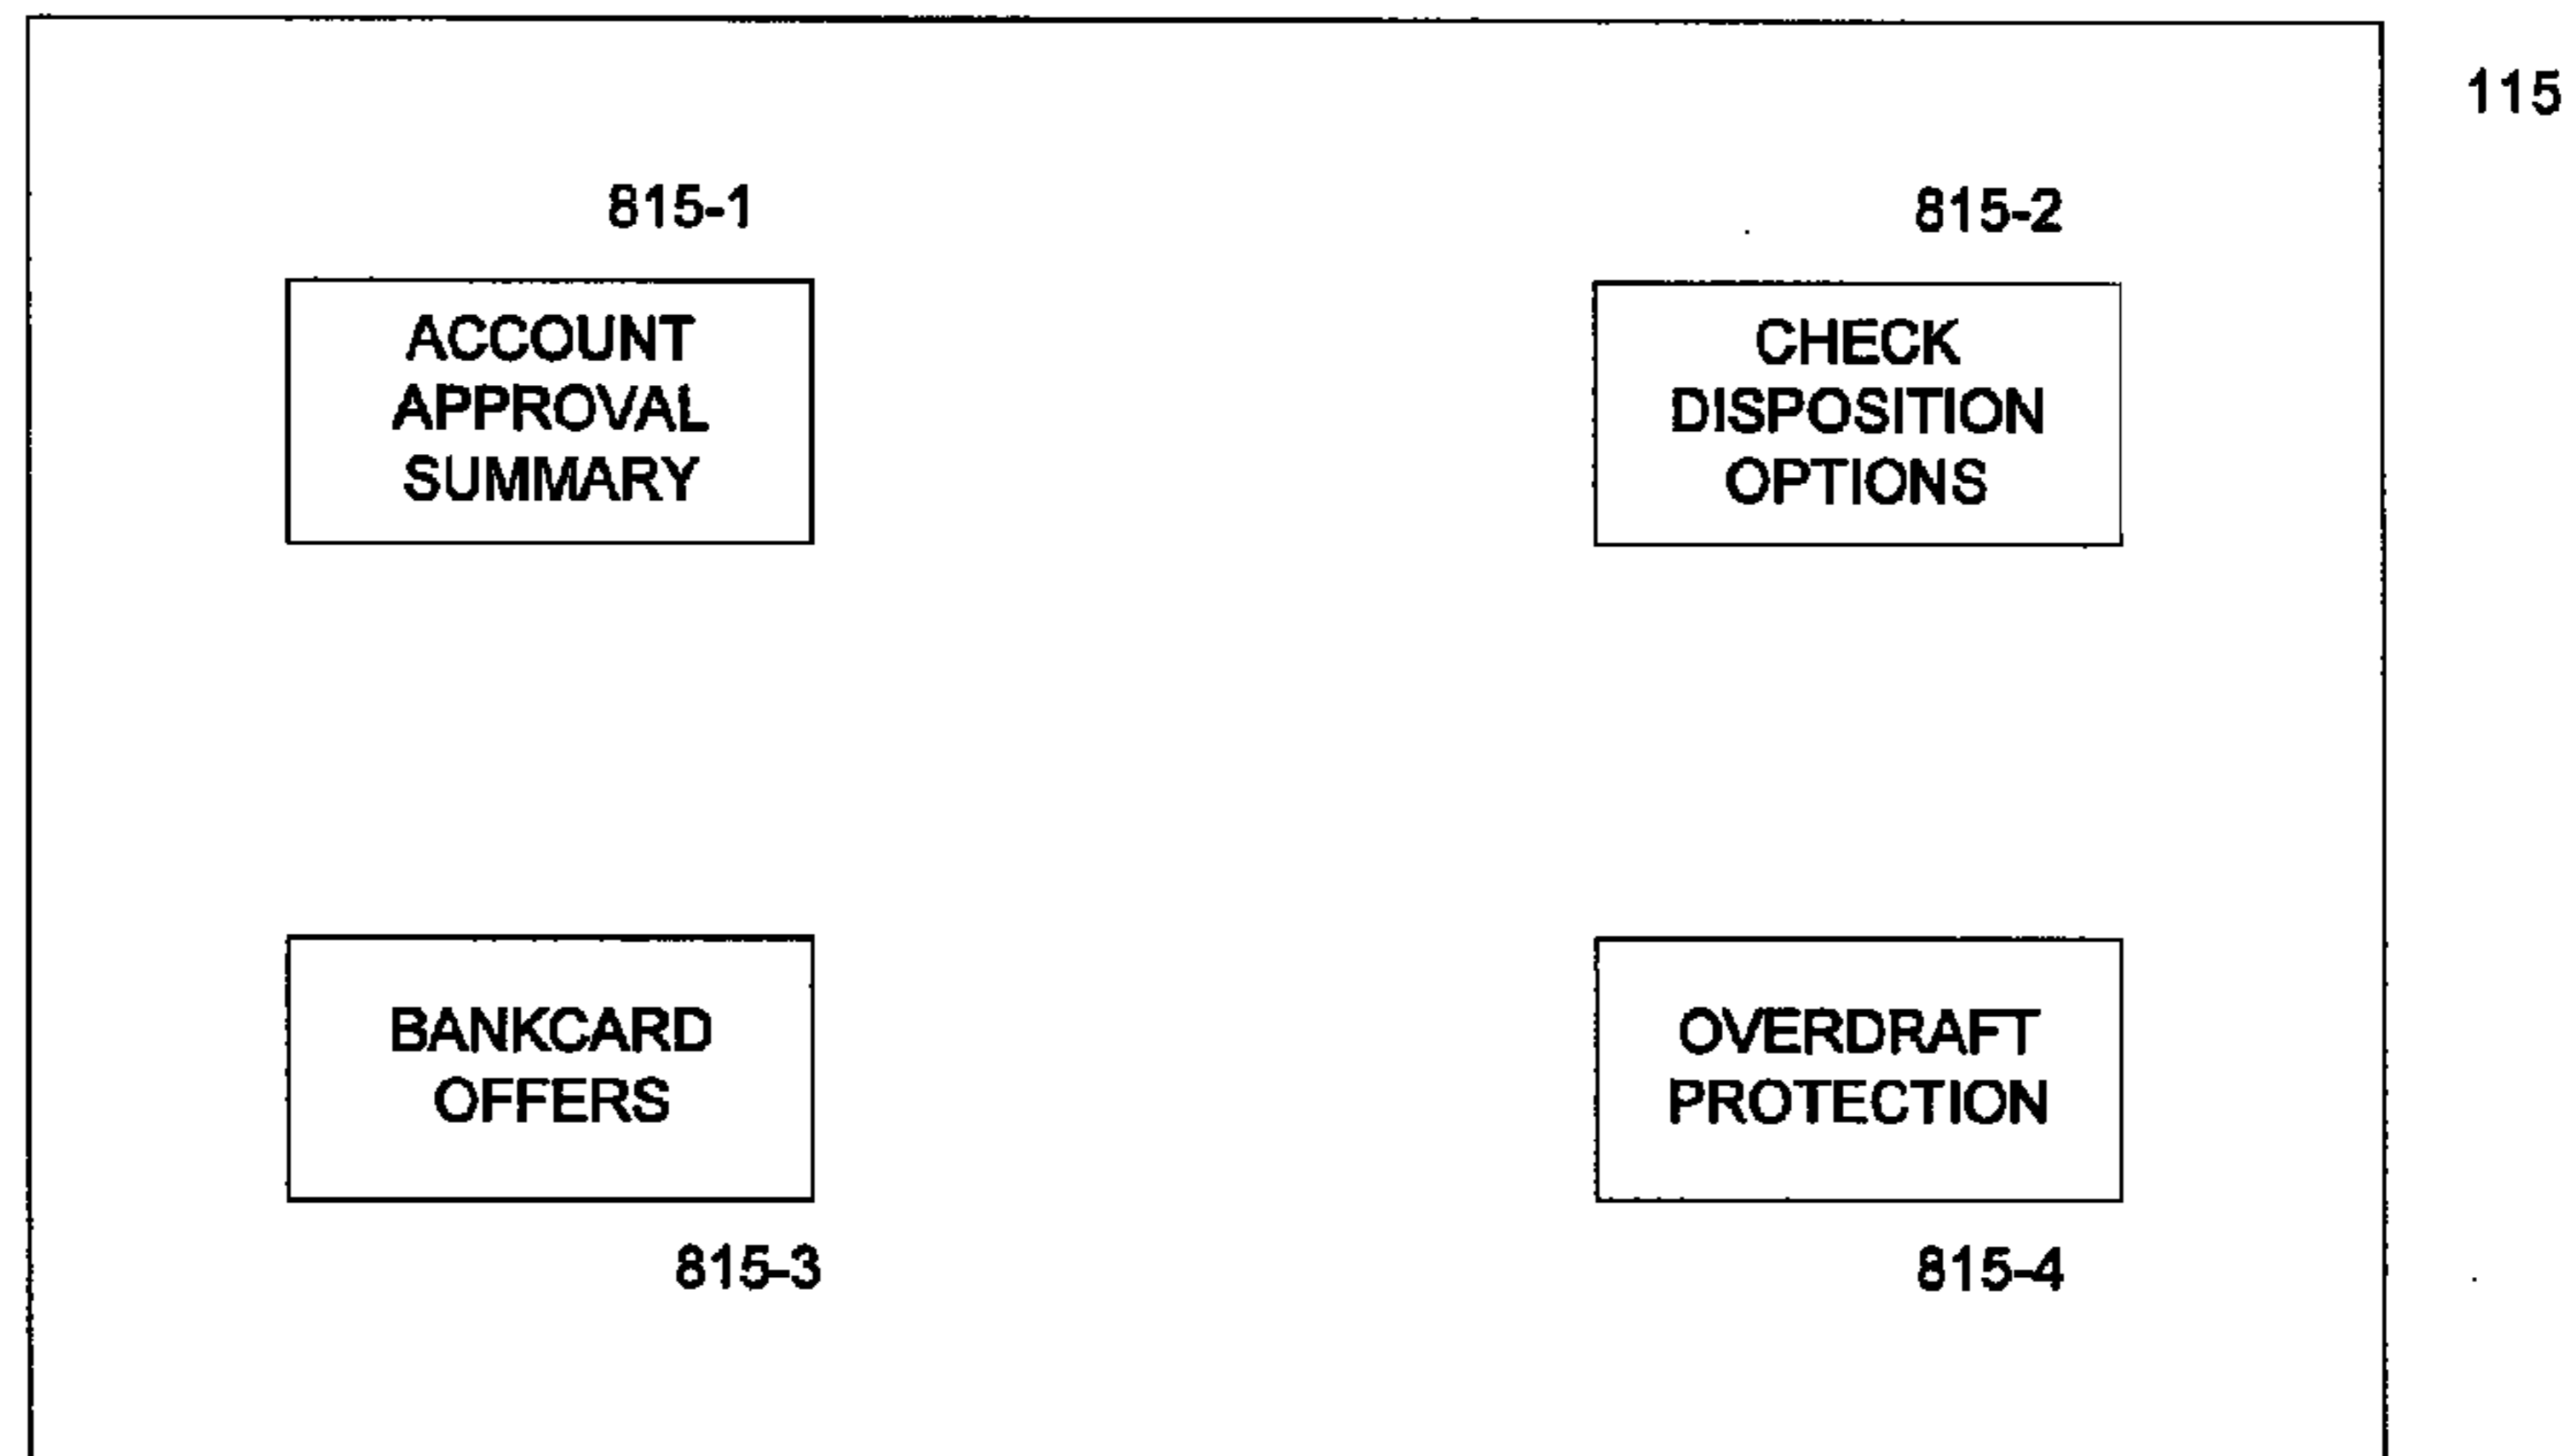 115
815-1
815-2
ACCOUNT
APPROVAL
SUMMARY
CHECK
DISPOSITION
OPTIONS
BANKCARD
OFFERS
OVERDRAFT
PROTECTION
815-3
815-4